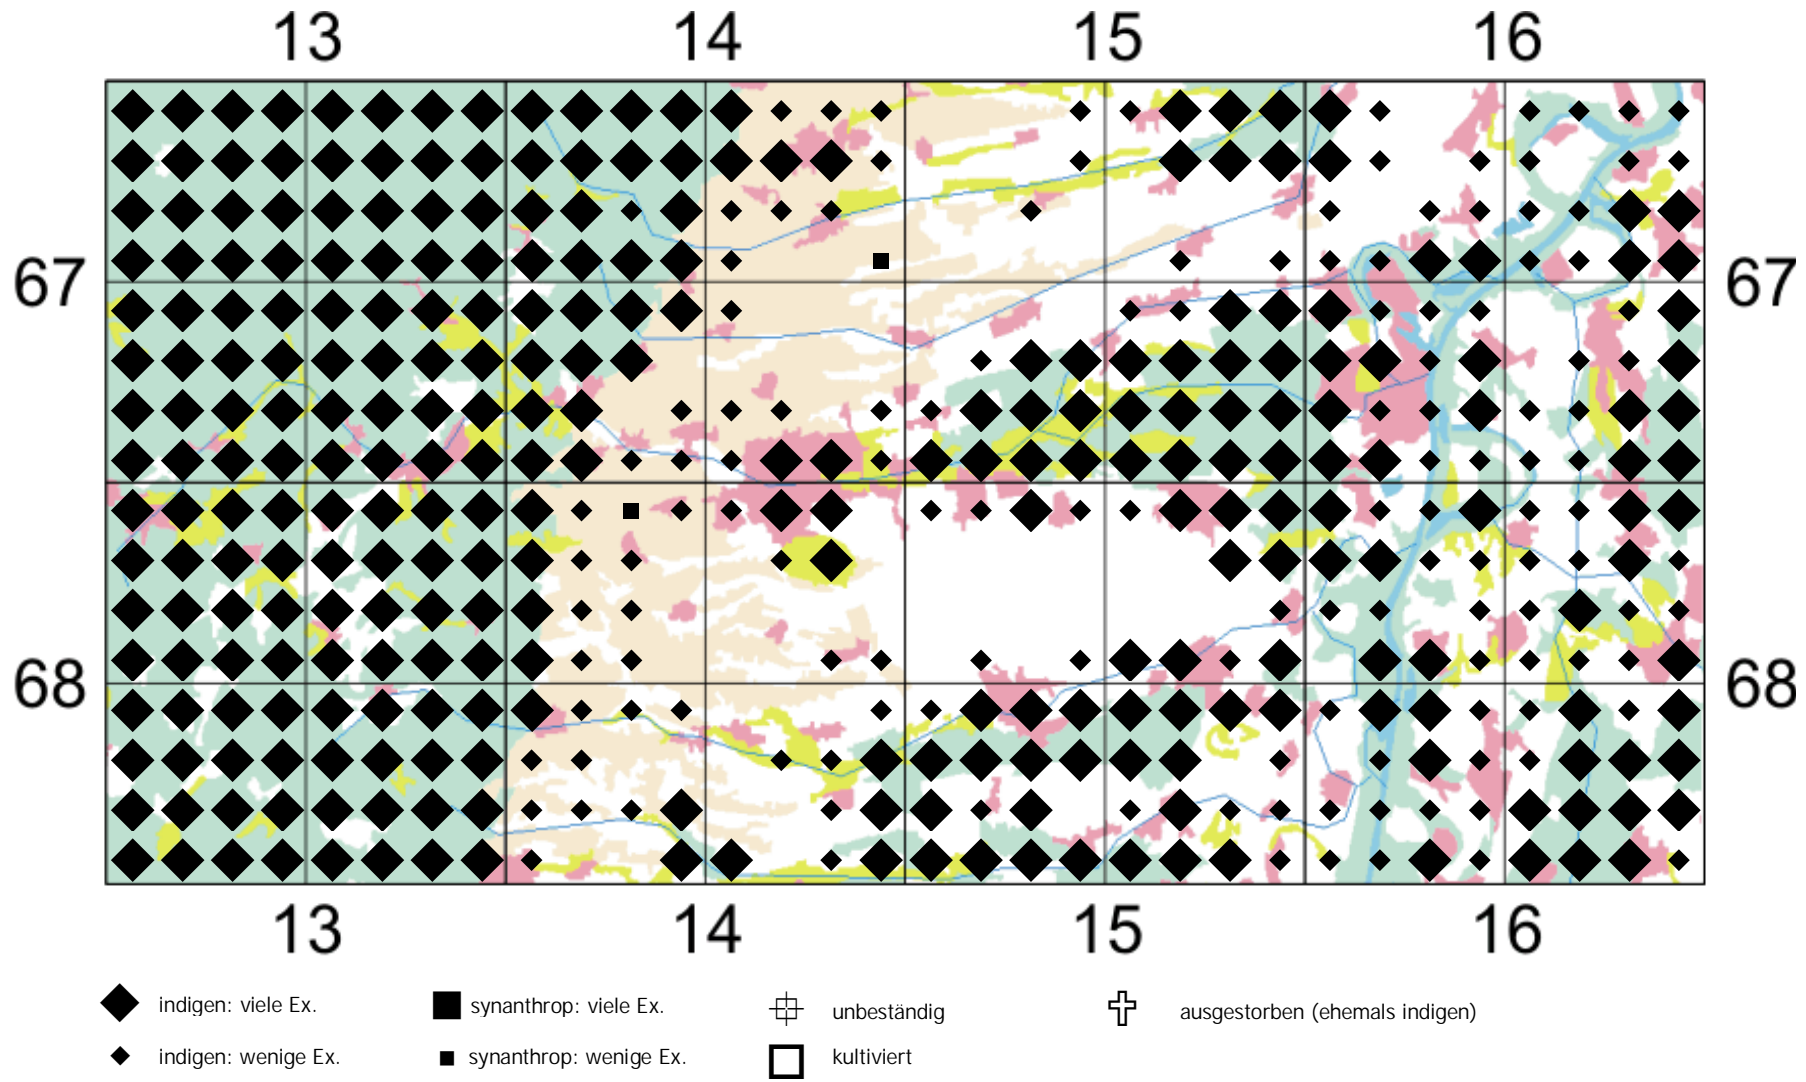 13 14 15 16
67 67
68 68
13 14 15 16
indigen: viele Ex. synanthrop: viele Ex. unbeständig ausgestorben (ehemals indigen)
indigen: wenige Ex. synanthrop: wenige Ex. kultiviert